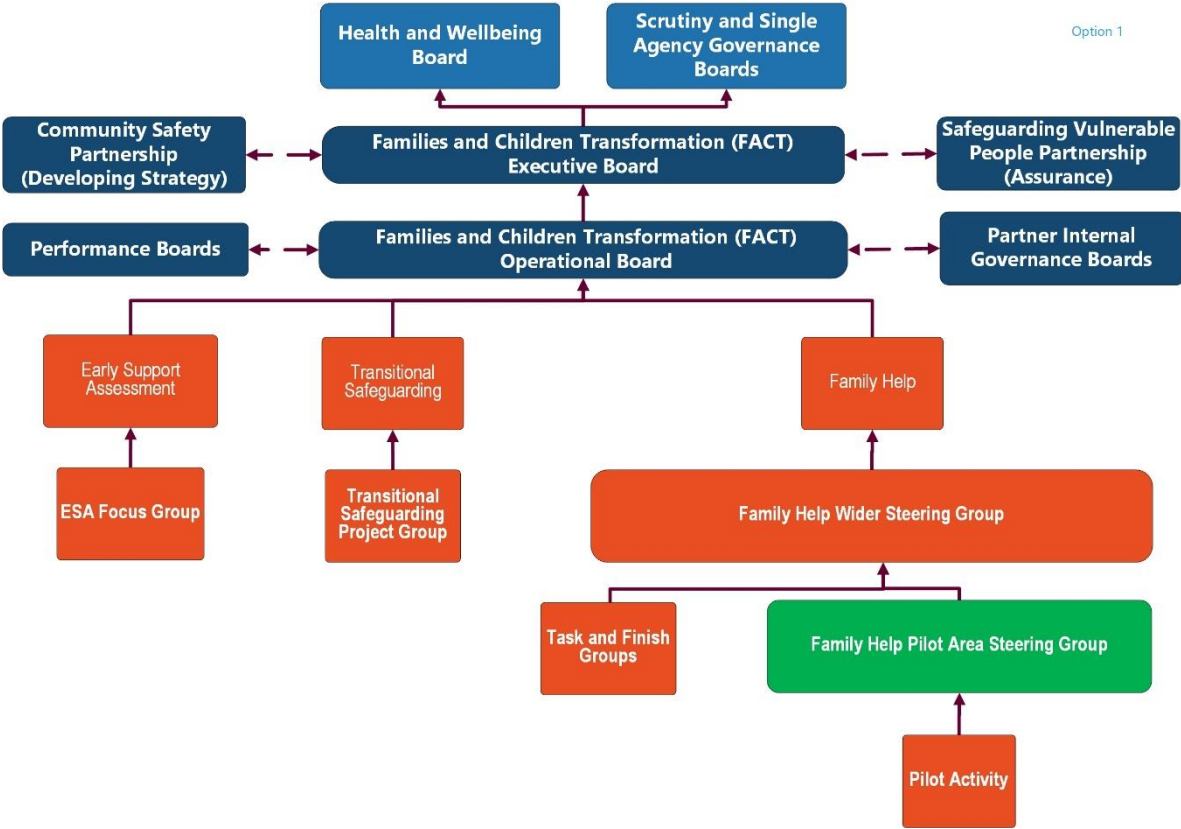 Health and Wellbeing
Board
Scrutiny and Single
Agency Governance
Boards
Option 1
Community Safety
Partnership
(Developing Strategy)
Families and Children Transformation (FACT)
Executive Board
Safeguarding Vulnerable
People Partnership
(Assurance)
Performance Boards
Families and Children Transformation (FACT)
Operational Board
Partner Internal
Governance Boards
Early Support
Assessment
Transitional
Safeguarding
Family Help
ESA Focus Group
Transitional
Safeguarding
Project Group
Family Help Wider Steering Group
Task and Finish
Groups
Family Help Pilot Area Steering Group
Pilot Activity